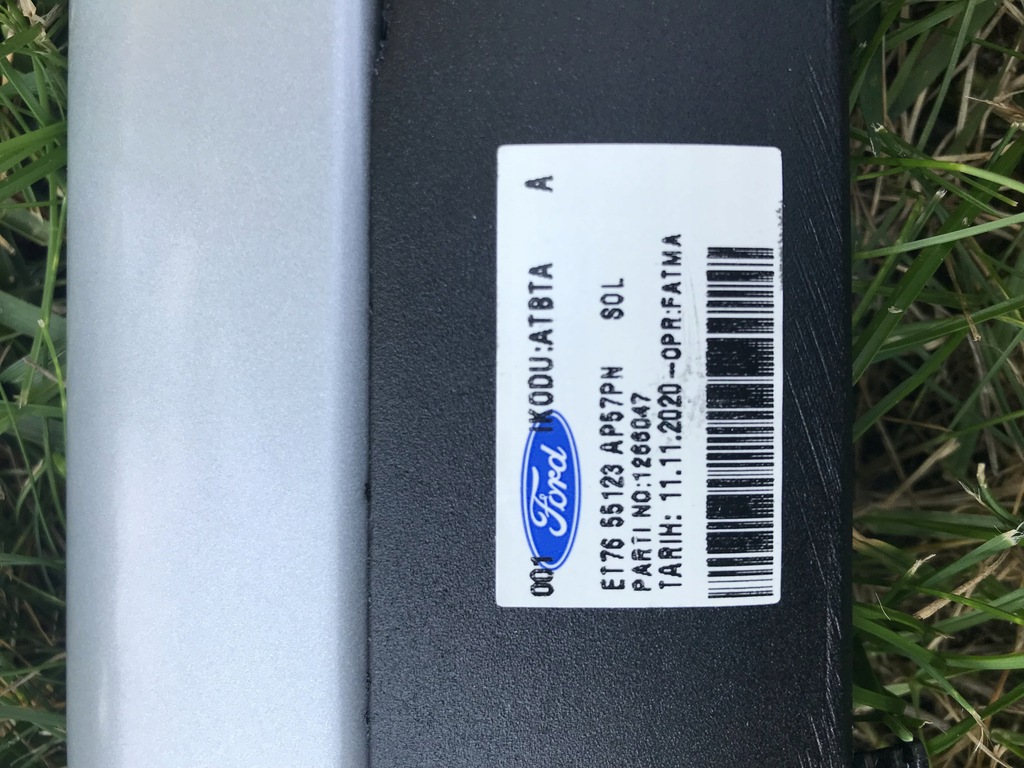 001 Ford IKODU:ATBTA A
ET76 55123 AP57PN SOL
PARTI NO:1266047
TARIH: 11.11.2020-OPR:FATMA